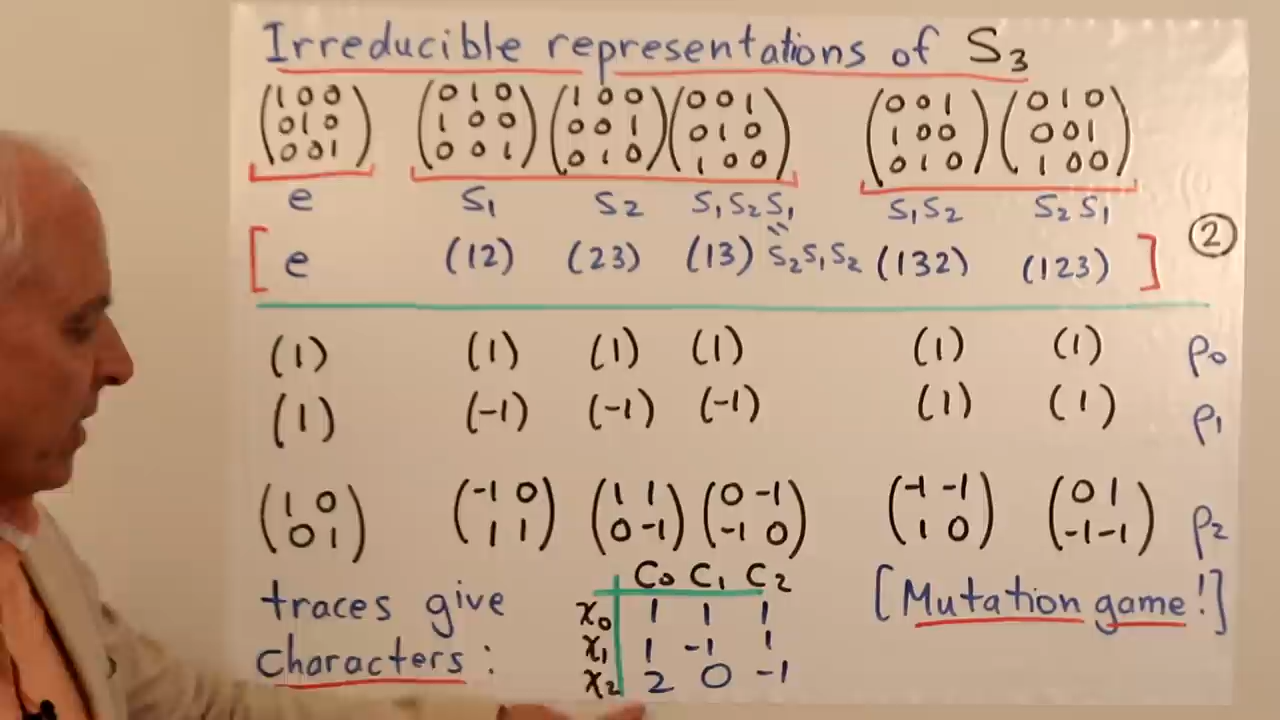 Irreducible representations of S₃
(1 0 0 (0 1 0 (1 0 0 (0 0 1 (0 0 1 (0 1 0
0 1 0 1 0 0 0 0 1 0 1 0 1 0 0 0 0 1
0 0 1) 0 0 1) 0 1 0) 1 0 0) 0 1 0) 1 0 0)
e S₁ S₂ S₁S₂S₁ S₁S₂ S₂S₁
[ e (12) (23) (13) = S₂S₁S₂ (132) (123) ] ②
(1) (1) (1) (1) (1) (1) ρ₀
(1) (-1) (-1) (-1) (1) (1) ρ₁
(1 0 (-1 0 (1 1 (0 -1 (-1 -1 (0 1
0 1) 1 1) 0 -1) -1 0) 1 0) -1 -1) ρ₂
C₀ C₁ C₂
traces give χ₀ 1 1 1 [Mutation game!]
χ₁ 1 -1 1
Characters: χ₂ 2 0 -1